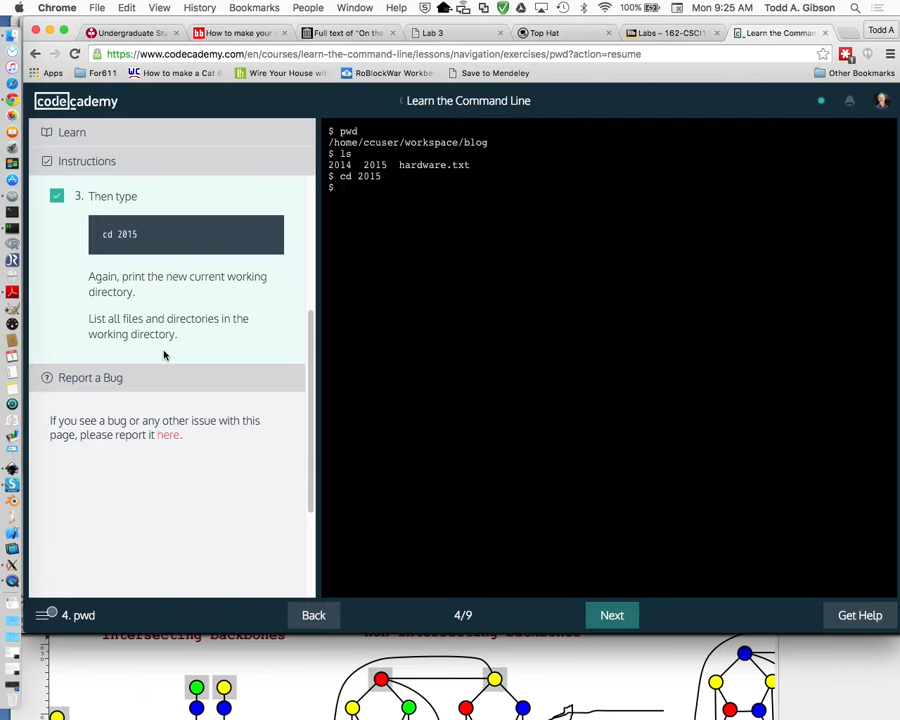 Chrome File Edit View History Bookmarks People Window Help 100% Mon 9:25 AM Todd A. Gibson
Undergraduate Stu How to make your Full text of "On the Lab 3 Top Hat Labs – 162-CSCI1 Learn the Comman Todd A
https://www.codecademy.com/en/courses/learn-the-command-line/lessons/navigation/exercises/pwd?action=resume
Apps For611 How to make a Cat 6 Wire Your House with RoBlockWar Workbe Save to Mendeley Other Bookmarks
codecademy Learn the Command Line
Learn
Instructions
3. Then type
cd 2015
Again, print the new current working
directory.
List all files and directories in the
working directory.
Report a Bug
If you see a bug or any other issue with this
page, please report it here.
$ pwd
/home/ccuser/workspace/blog
$ ls
2014 2015 hardware.txt
$ cd 2015
$
4. pwd Back 4/9 Next Get Help
intersecting backbones non-intersecting backbones